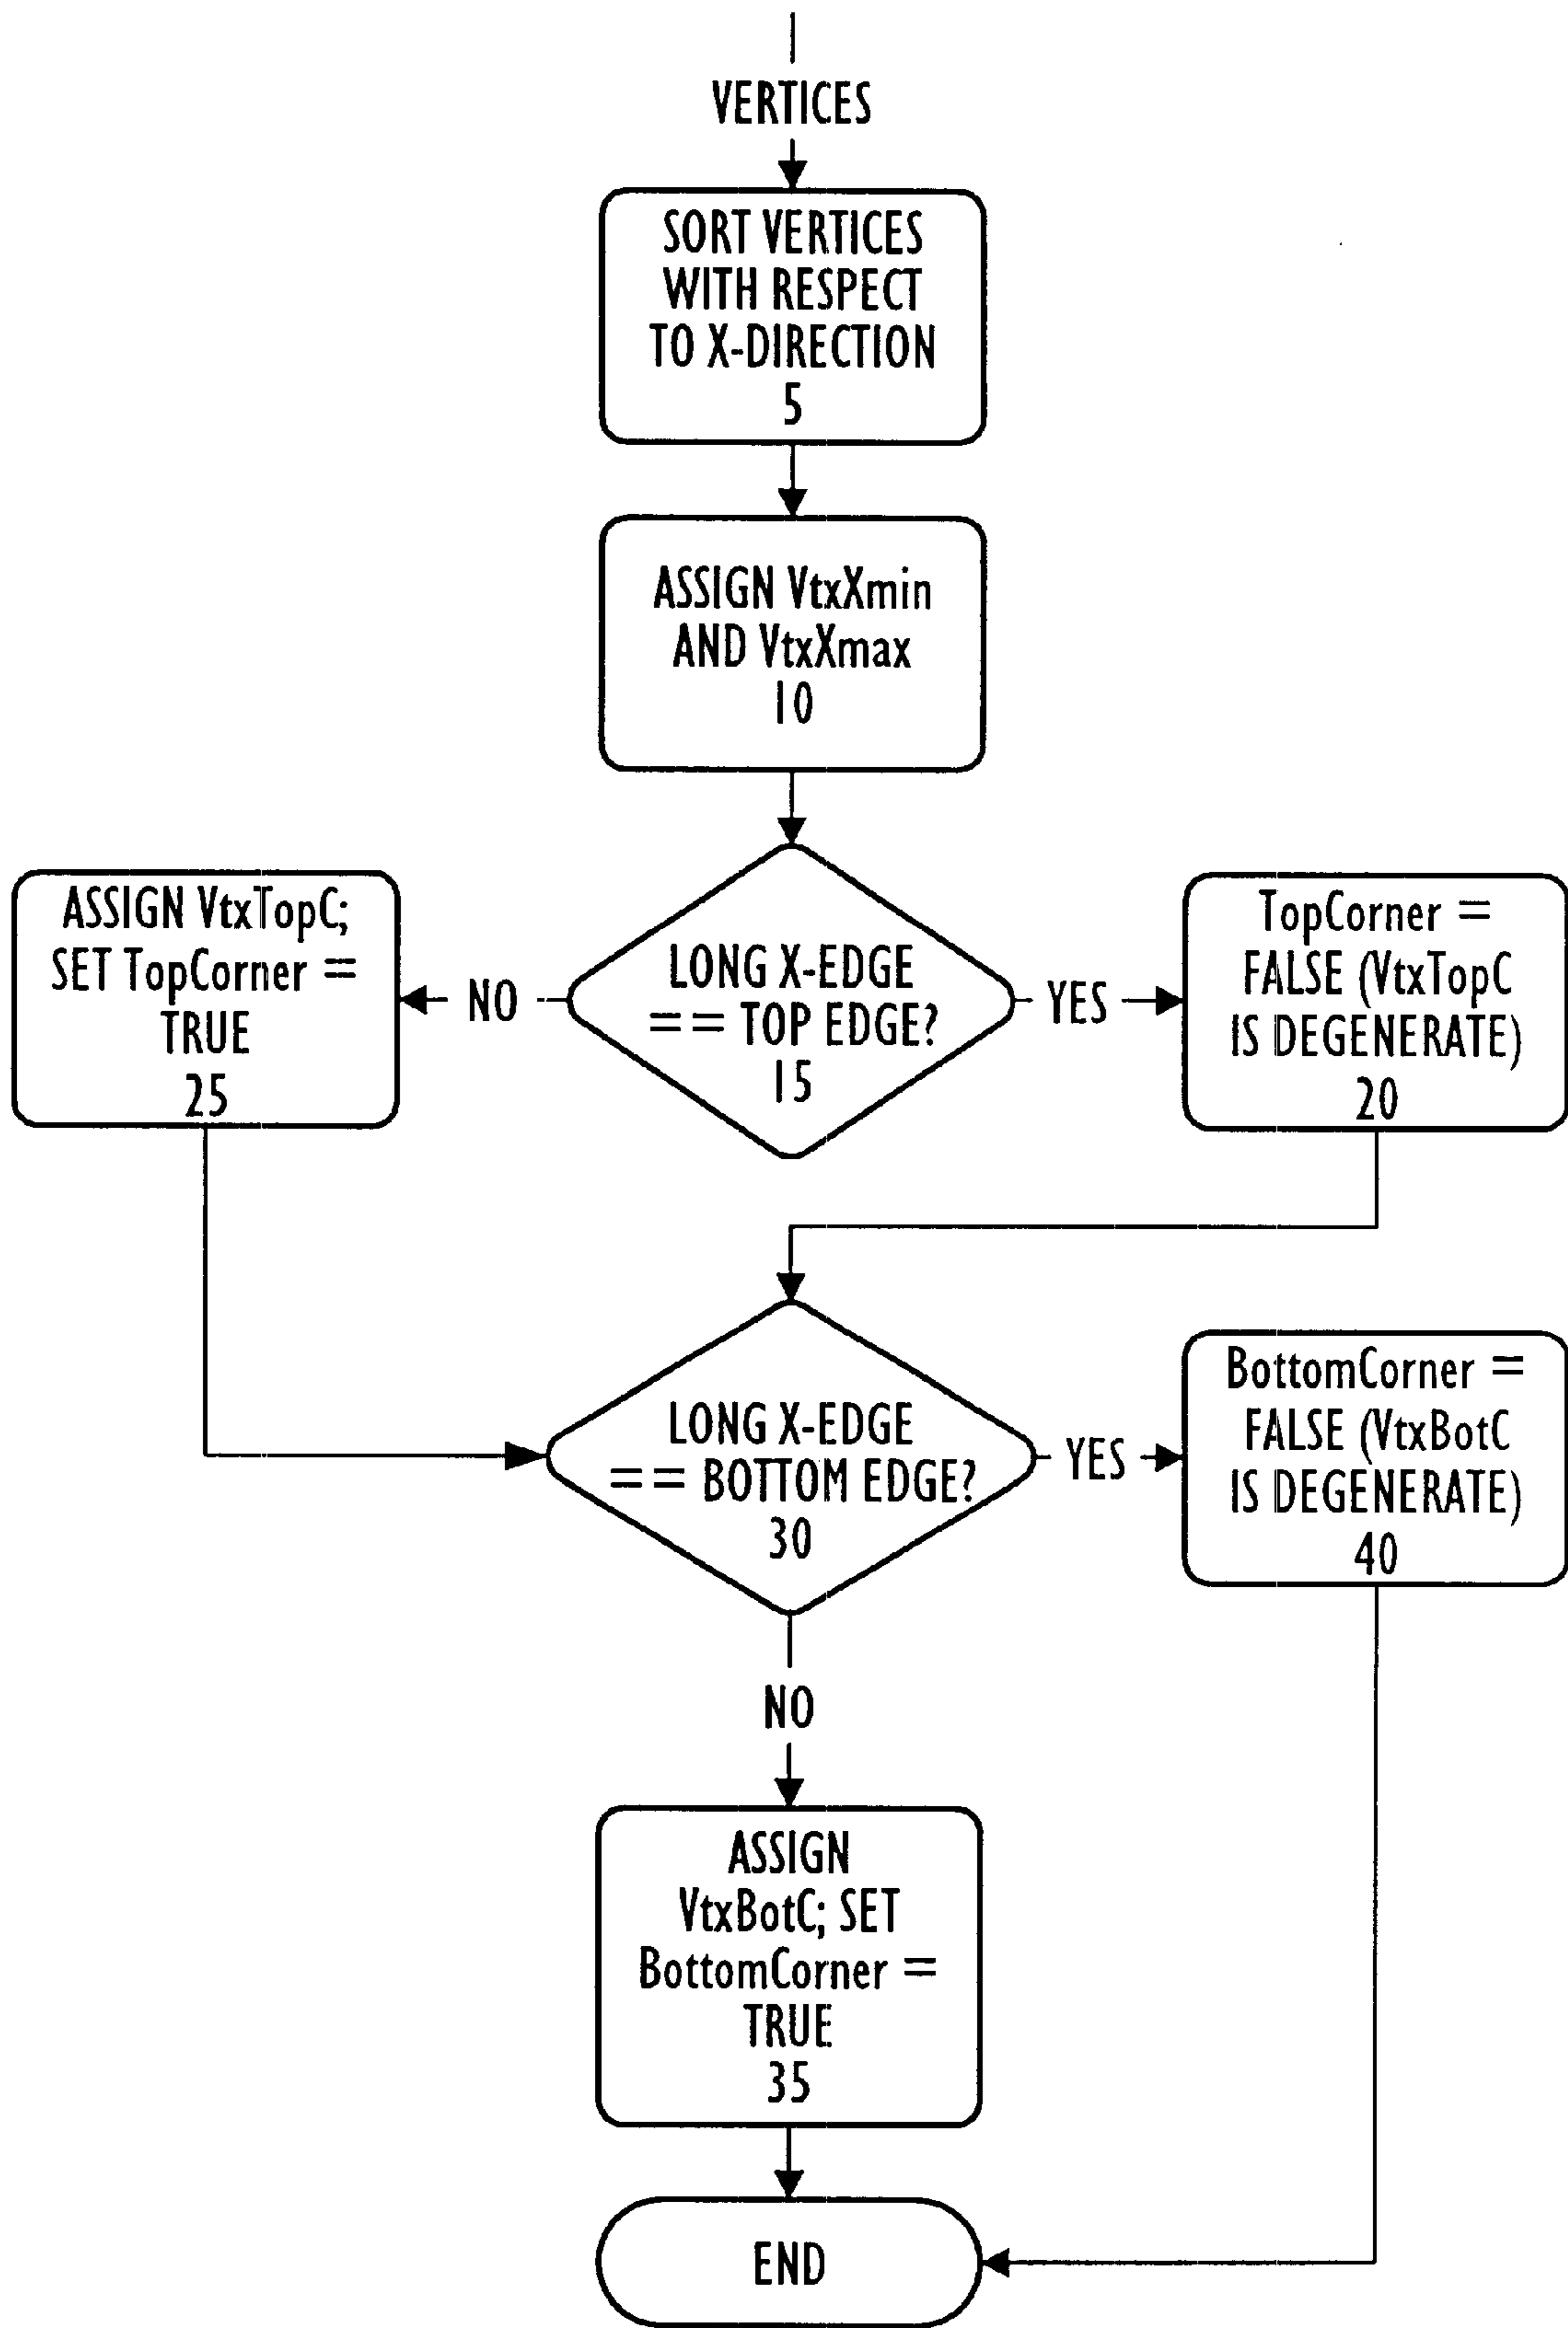 VERTICES
SORT VERTICES
WITH RESPECT
TO X-DIRECTION
5
ASSIGN VtxXmin
AND VtxXmax
10
ASSIGN VtxTopC;
SET TopCorner =
TRUE
25
NO
LONG X-EDGE
== TOP EDGE?
15
YES
TopCorner =
FALSE (VtxTopC
IS DEGENERATE)
20
LONG X-EDGE
== BOTTOM EDGE?
30
YES
BottomCorner =
FALSE (VtxBotC
IS DEGENERATE)
40
NO
ASSIGN
VtxBotC; SET
BottomCorner =
TRUE
35
END